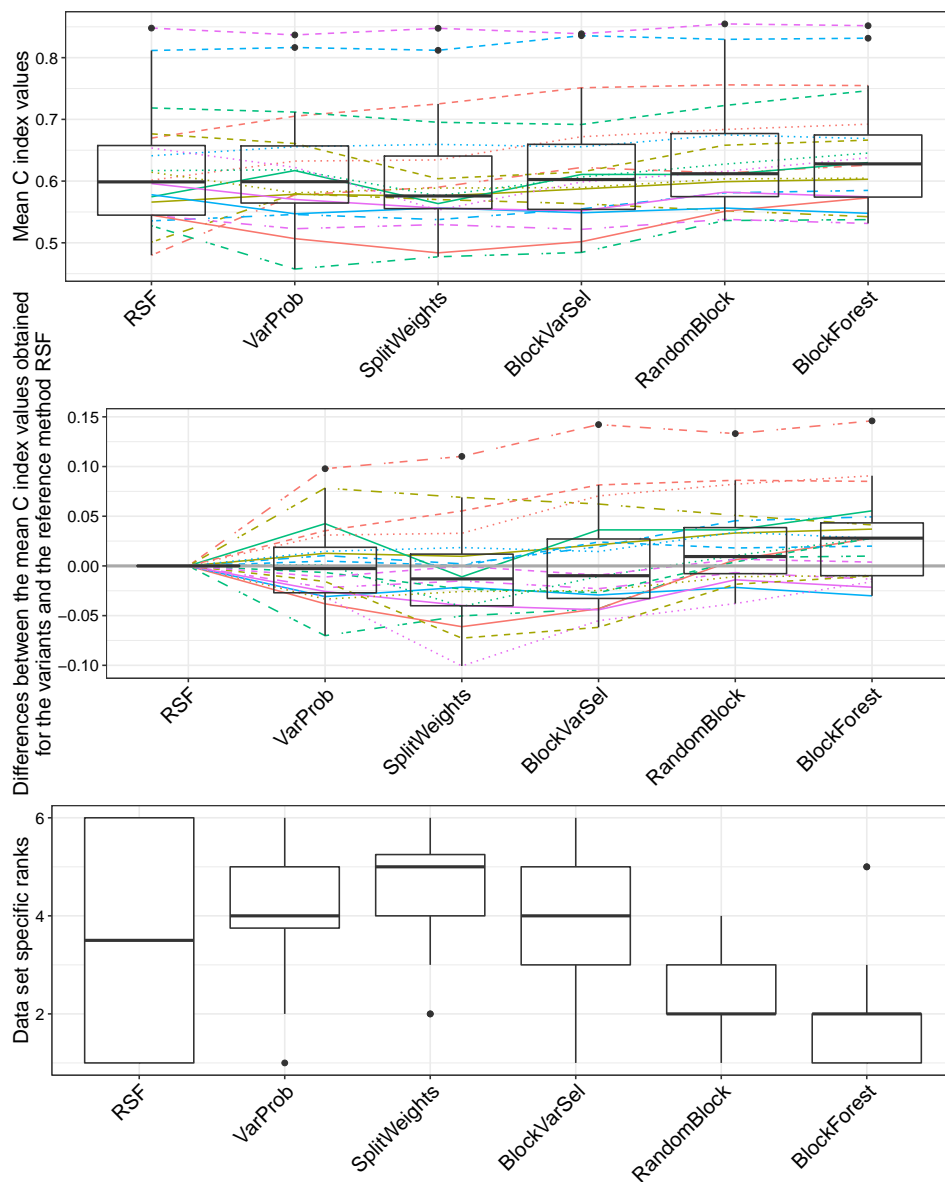 Mean C index values
0.8
0.7
0.6
0.5
RSF
VarProb
SplitWeights
BlockVarSel
RandomBlock
BlockForest
Differences between the mean C index values obtained
for the variants and the reference method RSF
0.15
0.10
0.05
0.00
−0.05
−0.10
RSF
VarProb
SplitWeights
BlockVarSel
RandomBlock
BlockForest
Data set specific ranks
6
4
2
RSF
VarProb
SplitWeights
BlockVarSel
RandomBlock
BlockForest